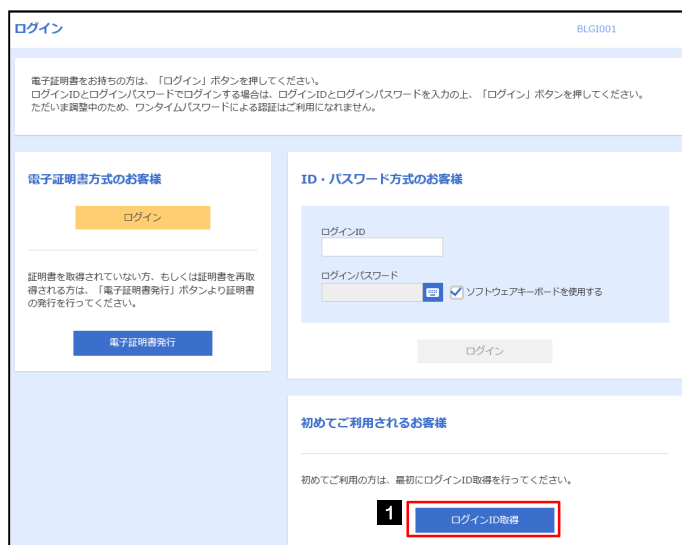 ログイン
BLGI001
電子証明書をお持ちの方は、「ログイン」ボタンを押してください。
ログインIDとログインパスワードでログインする場合は、ログインIDとログインパスワードを入力の上、「ログイン」ボタンを押してください。
ただいま調整中のため、ワンタイムパスワードによる認証はご利用になれません。
電子証明書方式のお客様
ログイン
証明書を取得されていない方、もしくは証明書を再取
得される方は、「電子証明書発行」ボタンより証明書
の発行を行ってください。
電子証明書発行
ID・パスワード方式のお客様
ログインID
ログインパスワード
ソフトウェアキーボードを使用する
ログイン
初めてご利用されるお客様
初めてご利用の方は、最初にログインID取得を行ってください。
1
ログインID取得